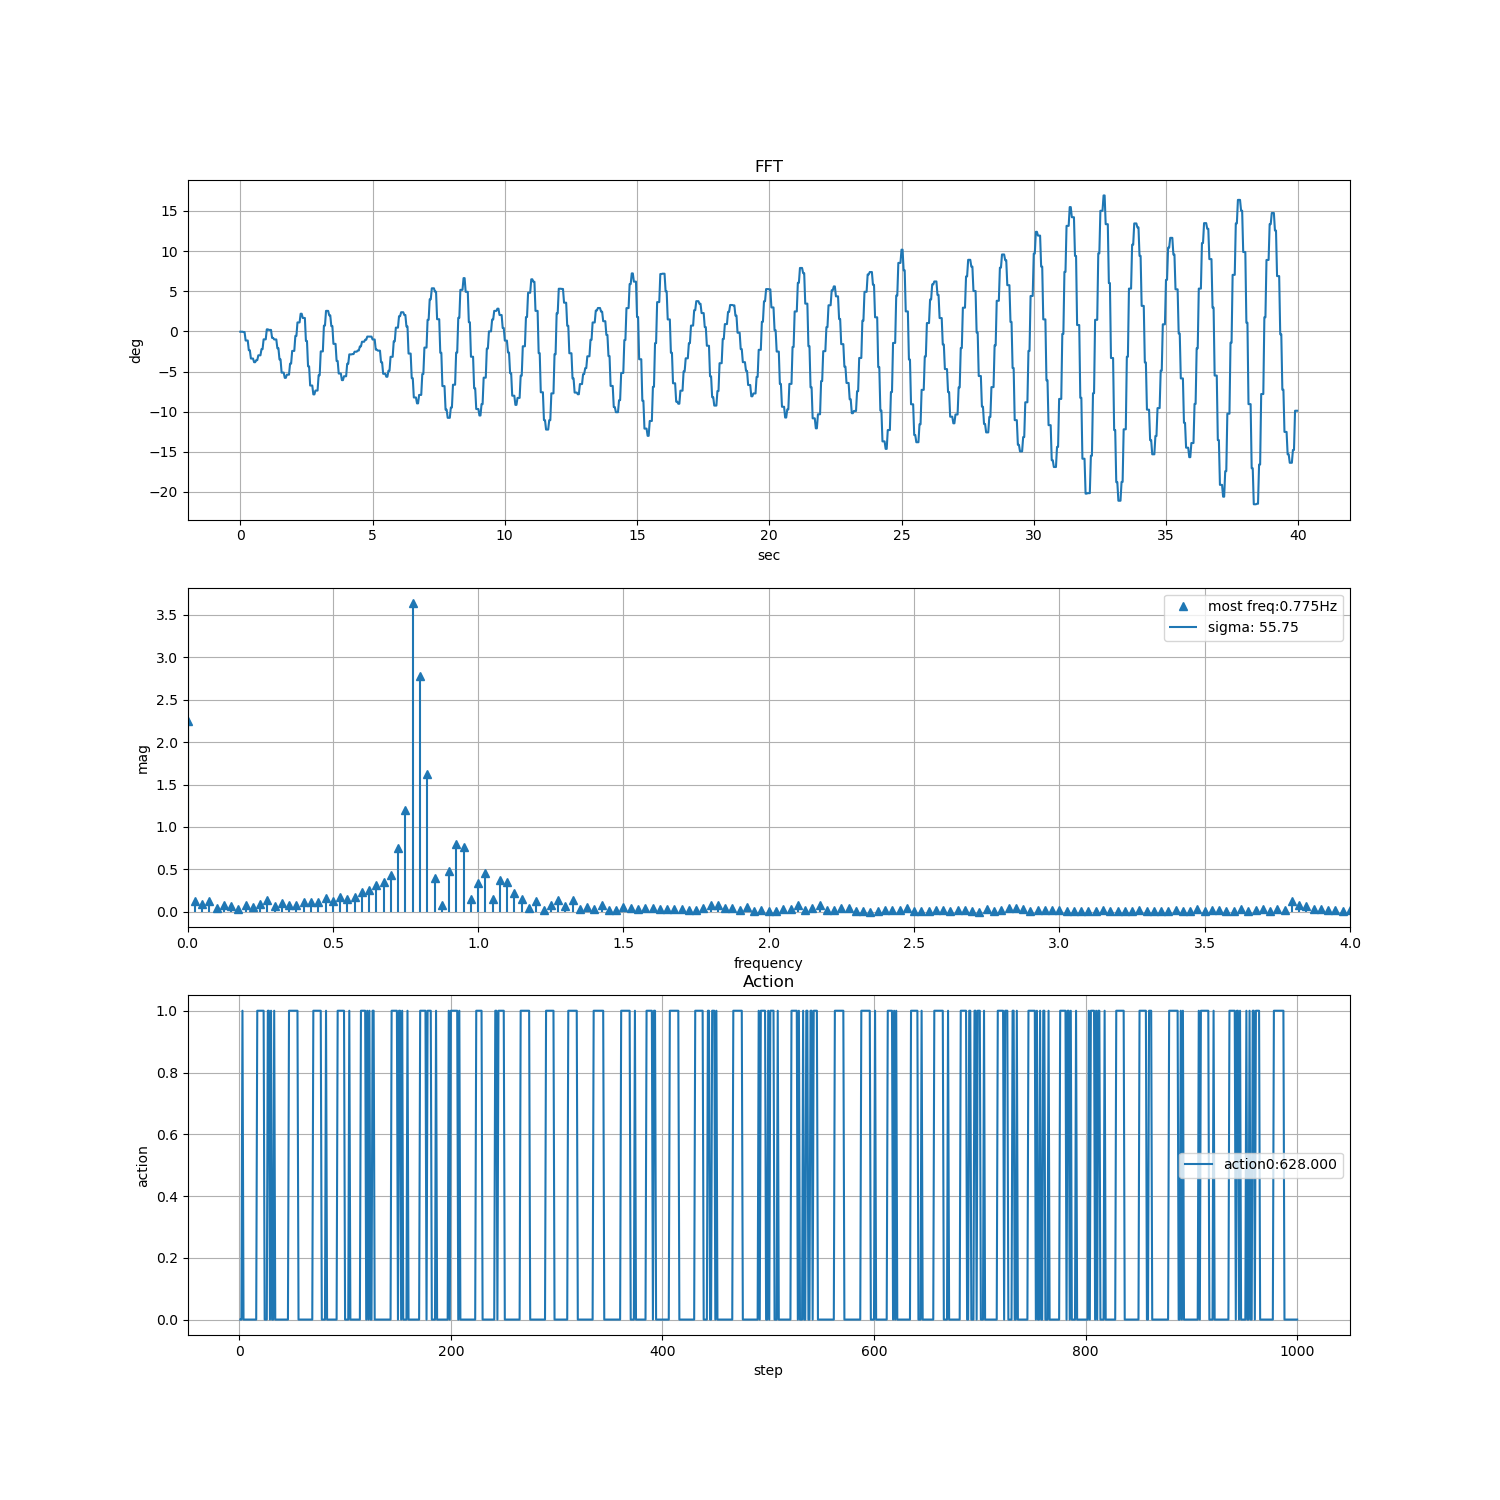 FFT
15
10
5
0
−5
−10
−15
−20
deg
0 5 10 15 20 25 30 35 40
sec
3.5
3.0
2.5
2.0
1.5
1.0
0.5
0.0
mag
most freq:0.775Hz
sigma: 55.75
0.0 0.5 1.0 1.5 2.0 2.5 3.0 3.5 4.0
frequency
Action
1.0
0.8
0.6
0.4
0.2
0.0
action
action0:628.000
0 200 400 600 800 1000
step